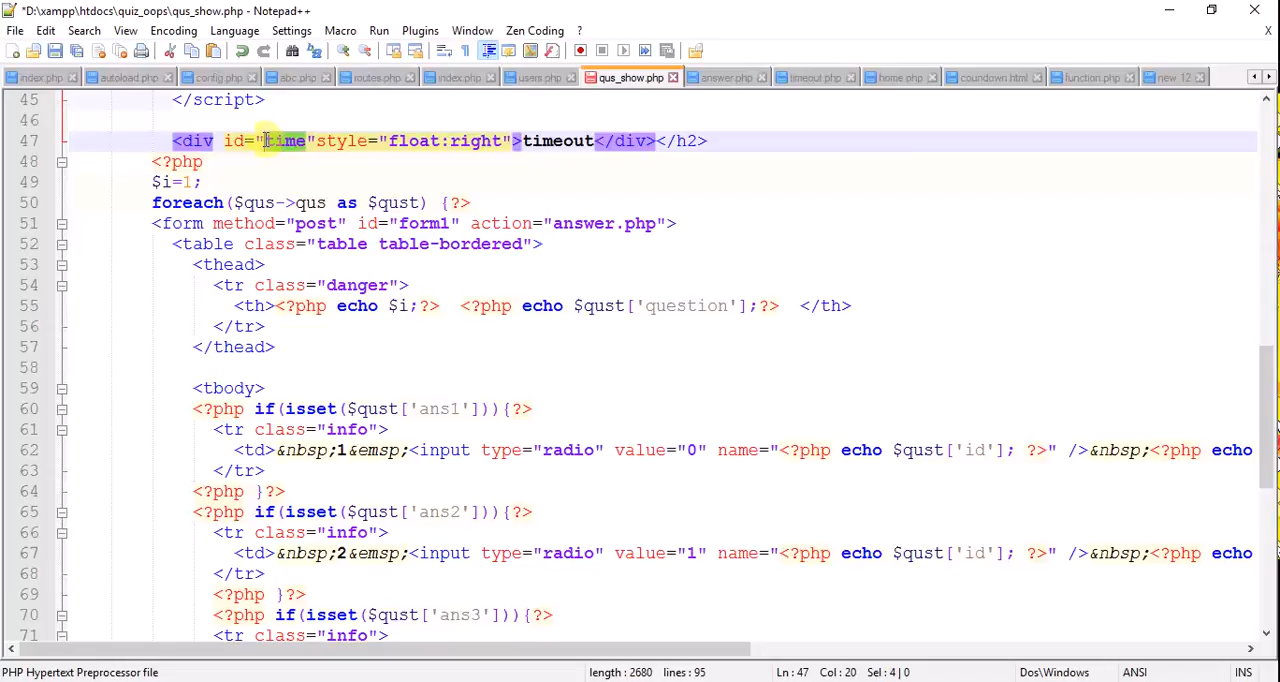 *D:\xampp\htdocs\quiz_oops\qus_show.php - Notepad++
File Edit Search View Encoding Language Settings Macro Run Plugins Window Zen Coding ?
X
index.php autoload.php config.php abc.php routes.php index.php users.php qus_show.php answer.php timeout.php home.php coundown.html function.php new 12
45 </script>
46
47 <div id="time"style="float:right">timeout</div></h2>
48 <?php
49 $i=1;
50 foreach($qus->qus as $qust) {?>
51 <form method="post" id="form1" action="answer.php">
52 <table class="table table-bordered">
53 <thead>
54 <tr class="danger">
55 <th><?php echo $i;?>  <?php echo $qust['question'];?>  </th>
56 </tr>
57 </thead>
58
59 <tbody>
60 <?php if(isset($qust['ans1'])){?>
61 <tr class="info">
62 <td>&nbsp;1&emsp;<input type="radio" value="0" name="<?php echo $qust['id']; ?>" />&nbsp;<?php echo
63 </tr>
64 <?php }?>
65 <?php if(isset($qust['ans2'])){?>
66 <tr class="info">
67 <td>&nbsp;2&emsp;<input type="radio" value="1" name="<?php echo $qust['id']; ?>" />&nbsp;<?php echo
68 </tr>
69 <?php }?>
70 <?php if(isset($qust['ans3'])){?>
71 <tr class="info">
PHP Hypertext Preprocessor file length : 2680 lines : 95 Ln : 47 Col : 20 Sel : 4 | 0 Dos\Windows ANSI INS